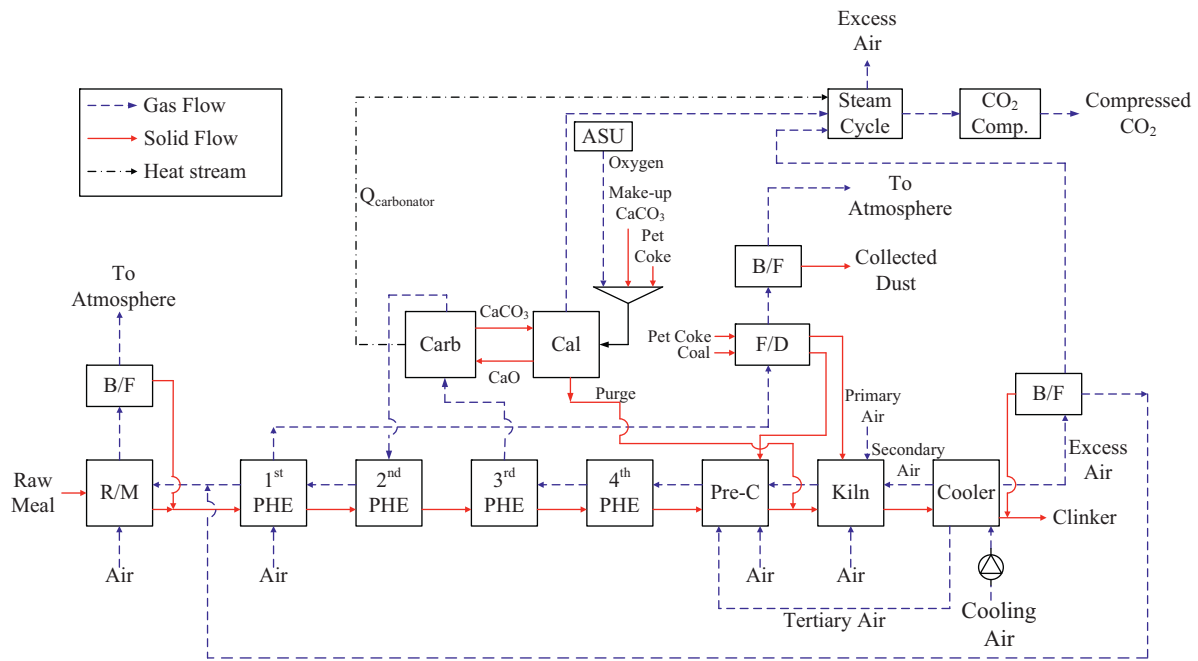 Gas Flow
Solid Flow
Heat stream
Excess
Air
Steam
Cycle
CO₂
Comp.
Compressed
CO₂
ASU
Oxygen
Make-up
CaCO₃
Pet
Coke
Q_carbonator
To
Atmosphere
B/F
Collected
Dust
To
Atmosphere
B/F
Carb
CaCO₃
CaO
Cal
Purge
Pet Coke
Coal
F/D
B/F
Primary
Air
Secondary
Air
Excess
Air
Raw
Meal
R/M
1st
PHE
2nd
PHE
3rd
PHE
4th
PHE
Pre-C
Kiln
Cooler
Clinker
Air
Air
Air
Air
Tertiary Air
Cooling
Air